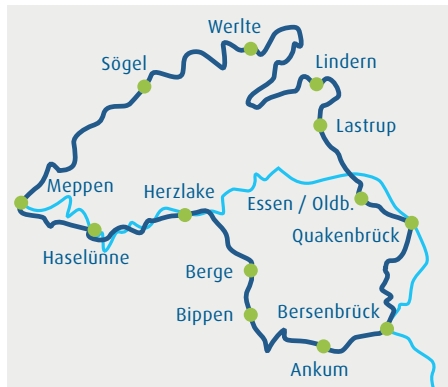 Werlte
Sögel
Lindern
Lastrup
Meppen
Herzlake
Essen / Oldb.
Quakenbrück
Haselünne
Berge
Bippen
Bersenbrück
Ankum